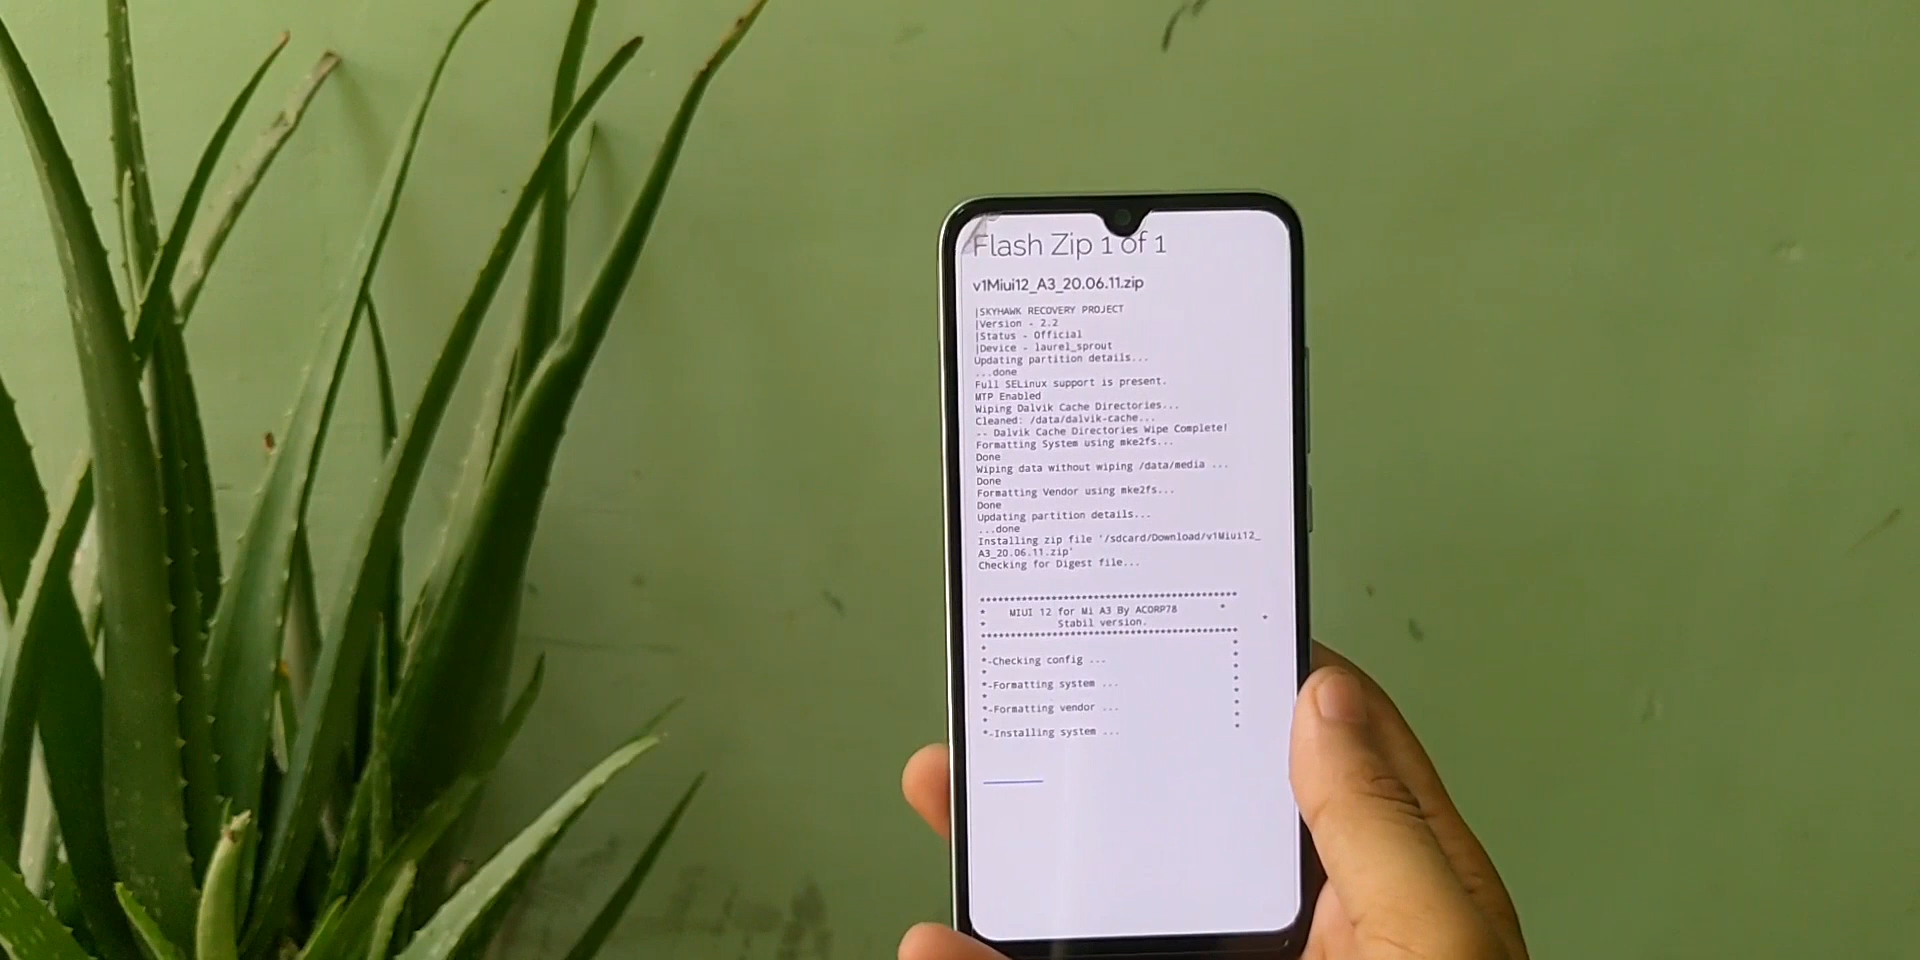 Flash Zip 1 of 1
v1Miui12_A3_20.06.11.zip
|SKYHAWK RECOVERY PROJECT
|Version - 2.2
|Status - Official
|Device - laurel_sprout
Updating partition details...
...done
Full SELinux support is present.
MTP Enabled
Wiping Dalvik Cache Directories...
Cleaned: /data/dalvik-cache...
-- Dalvik Cache Directories Wipe Complete!
Formatting System using mke2fs...
Done
Wiping data without wiping /data/media ...
Done
Formatting Vendor using mke2fs...
Done
Updating partition details...
...done
Installing zip file '/sdcard/Download/v1Miui12_
A3_20.06.11.zip'
Checking for Digest file...
******************************************
* MIUI 12 for Mi A3 By ACORP78 *
* Stabil version. *
******************************************
* *
*-Checking config ... *
* *
*-Formatting system ... *
* *
*-Formatting vendor ... *
* *
*-Installing system ... *